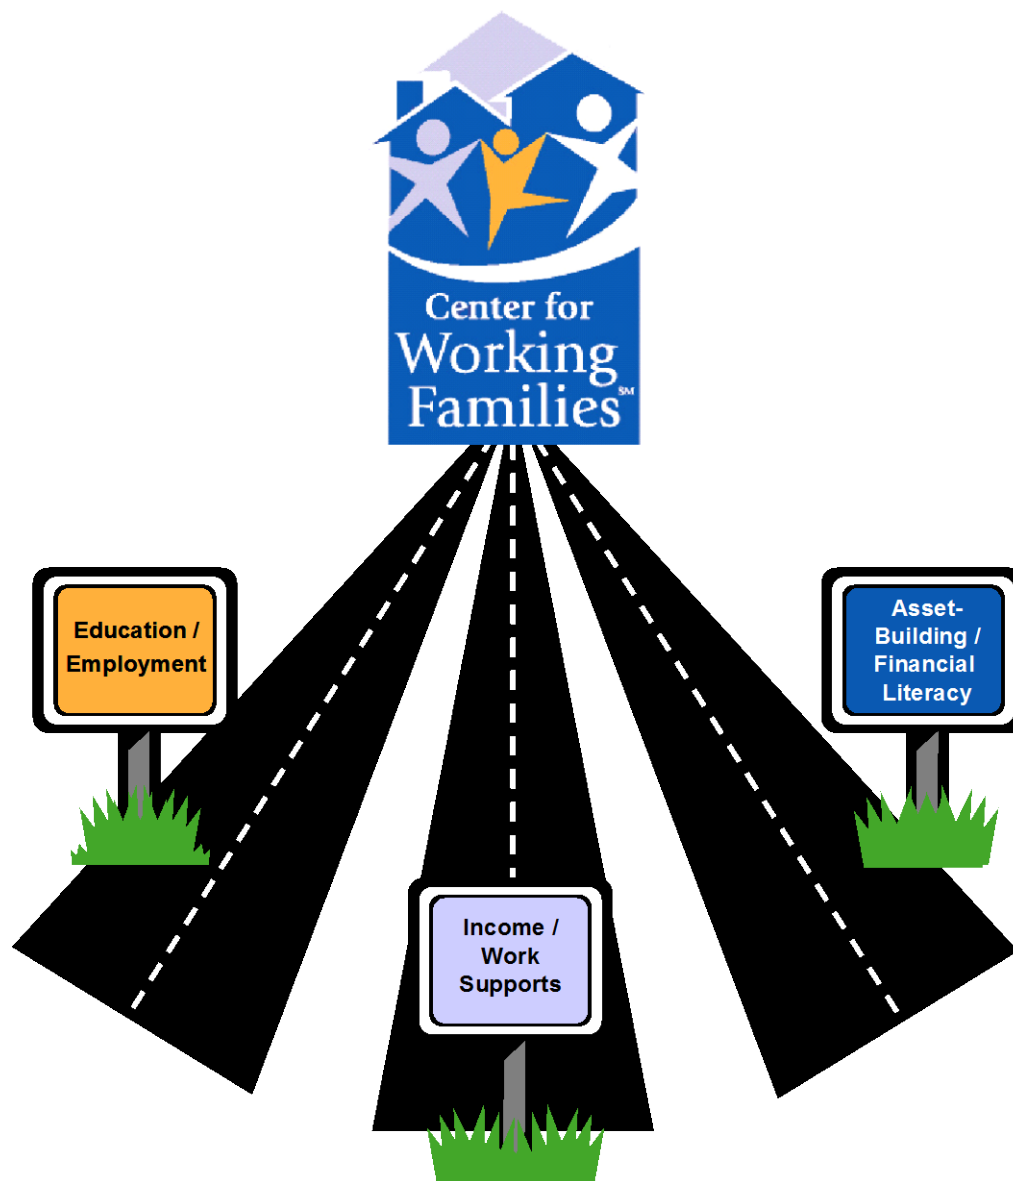 Center for
Working
Families℠
Education /
Employment
Asset-
Building /
Financial
Literacy
Income /
Work
Supports